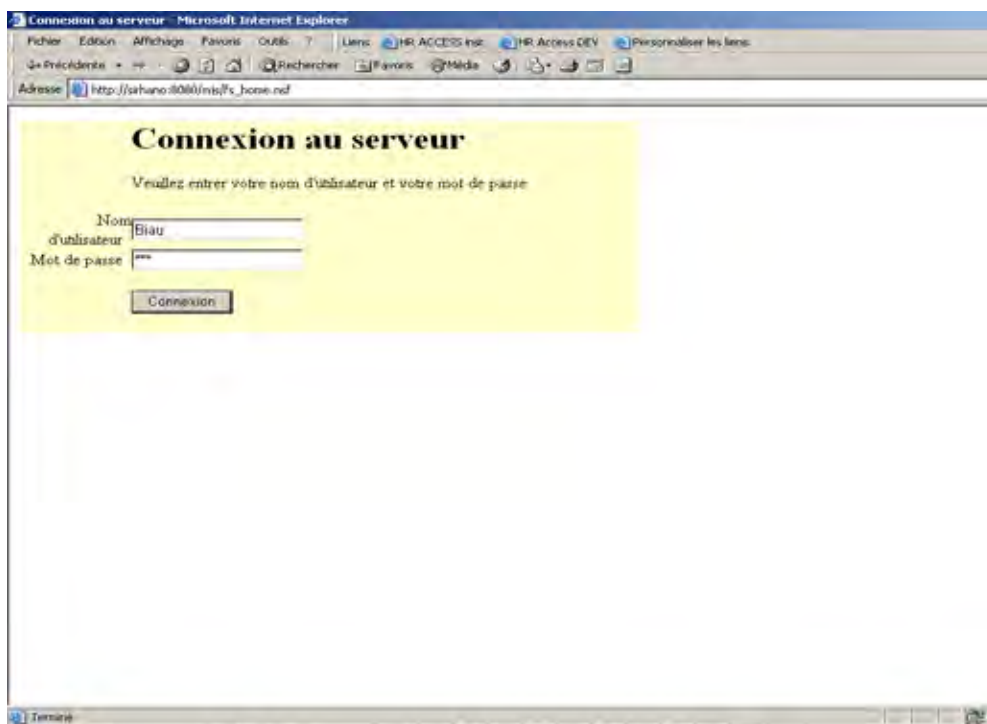 Connexion au serveur - Microsoft Internet Explorer
Fichier Edition Affichage Favoris Outils ? Liens HR ACCESS inst HR Access DEV Personnaliser les liens
Précédente Rechercher Favoris Média
Adresse http://sirhano:8080/mis/fs_home.nsf
Connexion au serveur
Veuillez entrer votre nom d'utilisateur et votre mot de passe
Nom
d'utilisateur Biau
Mot de passe ***
Connexion
Terminé